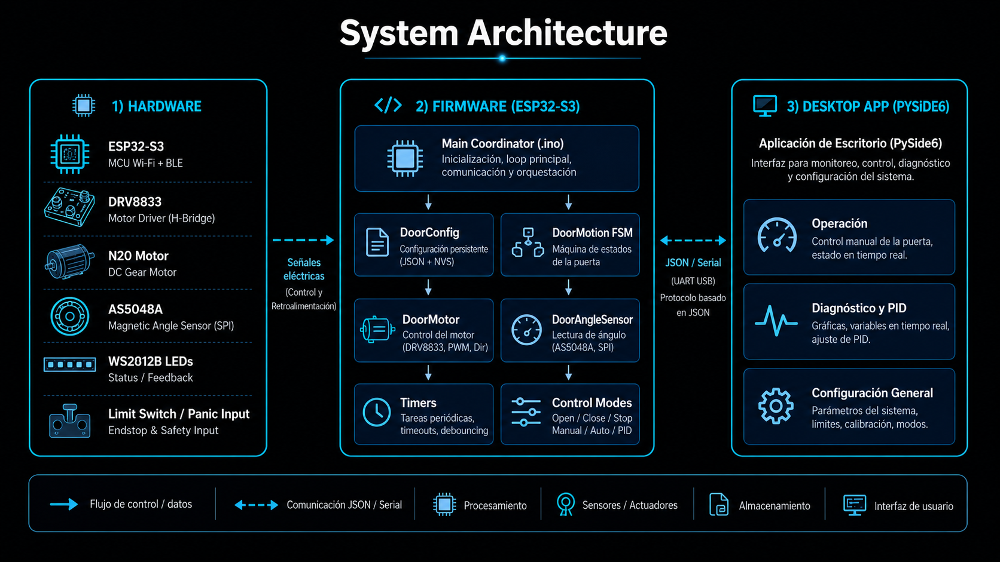 System Architecture
1) HARDWARE
ESP32-S3
MCU Wi-Fi + BLE
DRV8833
Motor Driver (H-Bridge)
N20 Motor
DC Gear Motor
AS5048A
Magnetic Angle Sensor (SPI)
WS2812B LEDs
Status / Feedback
Limit Switch / Panic Input
Endstop & Safety Input
Señales
eléctricas
(Control y
Retroalimentación)
2) FIRMWARE (ESP32-S3)
Main Coordinator (.ino)
Inicialización, loop principal,
comunicación y orquestación
DoorConfig
Configuración persistente
(JSON + NVS)
DoorMotion FSM
Máquina de estados
de la puerta
DoorMotor
Control del motor
(DRV8833, PWM, Dir)
DoorAngleSensor
Lectura de ángulo
(AS5048A, SPI)
Timers
Tareas periódicas,
timeouts, debouncing
Control Modes
Open / Close / Stop
Manual / Auto / PID
JSON / Serial
(UART USB)
Protocolo basado
en JSON
3) DESKTOP APP (PYSiDE6)
Aplicación de Escritorio (PySide6)
Interfaz para monitoreo, control, diagnóstico
y configuración del sistema.
Operación
Control manual de la puerta,
estado en tiempo real.
Diagnóstico y PID
Gráficas, variables en tiempo real,
ajuste de PID.
Configuración General
Parámetros del sistema,
límites, calibración, modos.
Flujo de control / datos
Comunicación JSON / Serial
Procesamiento
Sensores / Actuadores
Almacenamiento
Interfaz de usuario